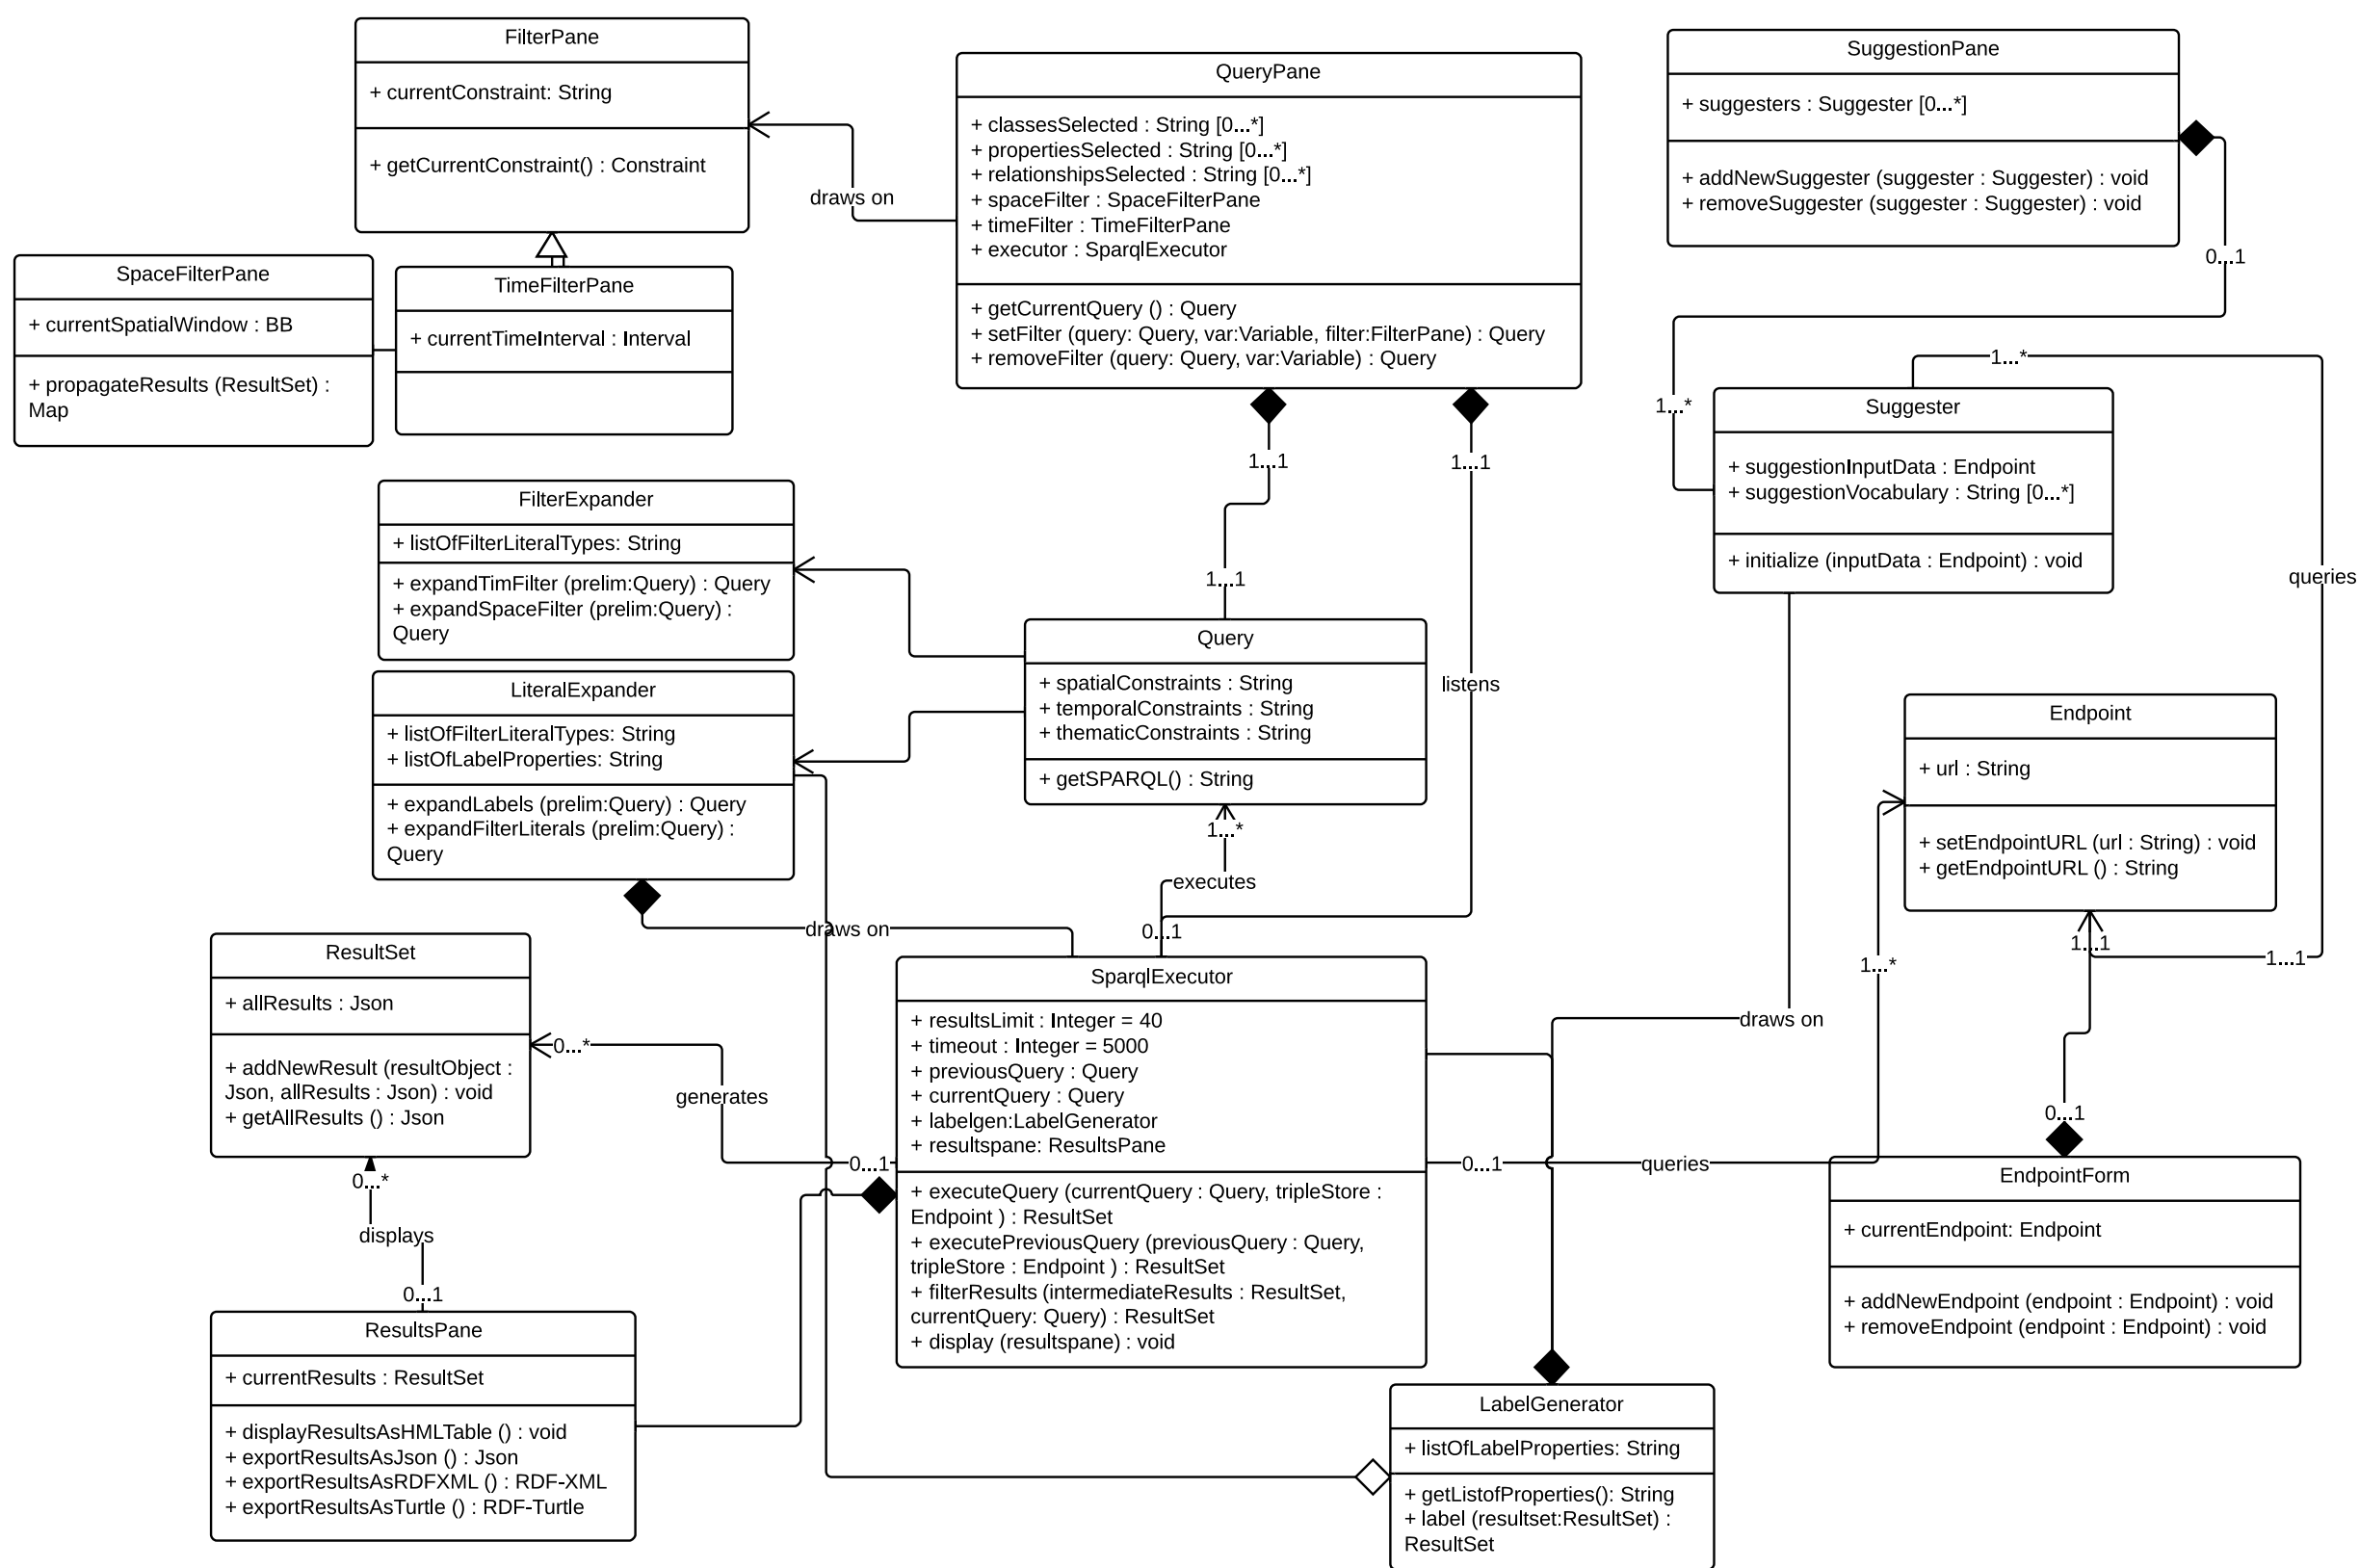 FilterPane
+ currentConstraint: String
+ getCurrentConstraint() : Constraint
draws on
QueryPane
+ classesSelected : String [0...*]
+ propertiesSelected : String [0...*]
+ relationshipsSelected : String [0...*]
+ spaceFilter : SpaceFilterPane
+ timeFilter : TimeFilterPane
+ executor : SparqlExecutor
+ getCurrentQuery () : Query
+ setFilter (query: Query, var:Variable, filter:FilterPane) : Query
+ removeFilter (query: Query, var:Variable) : Query
SuggestionPane
+ suggesters : Suggester [0...*]
+ addNewSuggester (suggester : Suggester) : void
+ removeSuggester (suggester : Suggester) : void
0...1
SpaceFilterPane
+ currentSpatialWindow : BB
+ propagateResults (ResultSet) :
Map
TimeFilterPane
+ currentTimeInterval : Interval
1...*
1...*
Suggester
+ suggestionInputData : Endpoint
+ suggestionVocabulary : String [0...*]
+ initialize (inputData : Endpoint) : void
queries
1...1
1...1
1...1
FilterExpander
+ listOfFilterLiteralTypes: String
+ expandTimFilter (prelim:Query) : Query
+ expandSpaceFilter (prelim:Query) :
Query
Query
+ spatialConstraints : String
+ temporalConstraints : String
+ thematicConstraints : String
+ getSPARQL() : String
listens
LiteralExpander
+ listOfFilterLiteralTypes: String
+ listOfLabelProperties: String
+ expandLabels (prelim:Query) : Query
+ expandFilterLiterals (prelim:Query) :
Query
Endpoint
+ url : String
+ setEndpointURL (url : String) : void
+ getEndpointURL () : String
1...*
executes
0...1
draws on
1...1
1...1
1...*
ResultSet
+ allResults : Json
+ addNewResult (resultObject :
Json, allResults : Json) : void
+ getAllResults () : Json
0...*
generates
0...1
SparqlExecutor
+ resultsLimit : Integer = 40
+ timeout : Integer = 5000
+ previousQuery : Query
+ currentQuery : Query
+ labelgen:LabelGenerator
+ resultspane: ResultsPane
+ executeQuery (currentQuery : Query, tripleStore :
Endpoint ) : ResultSet
+ executePreviousQuery (previousQuery : Query,
tripleStore : Endpoint ) : ResultSet
+ filterResults (intermediateResults : ResultSet,
currentQuery: Query) : ResultSet
+ display (resultspane) : void
draws on
0...1
queries
0...1
EndpointForm
+ currentEndpoint: Endpoint
+ addNewEndpoint (endpoint : Endpoint) : void
+ removeEndpoint (endpoint : Endpoint) : void
0...*
displays
0...1
ResultsPane
+ currentResults : ResultSet
+ displayResultsAsHMLTable () : void
+ exportResultsAsJson () : Json
+ exportResultsAsRDFXML () : RDF-XML
+ exportResultsAsTurtle () : RDF-Turtle
LabelGenerator
+ listOfLabelProperties: String
+ getListofProperties(): String
+ label (resultset:ResultSet) :
ResultSet